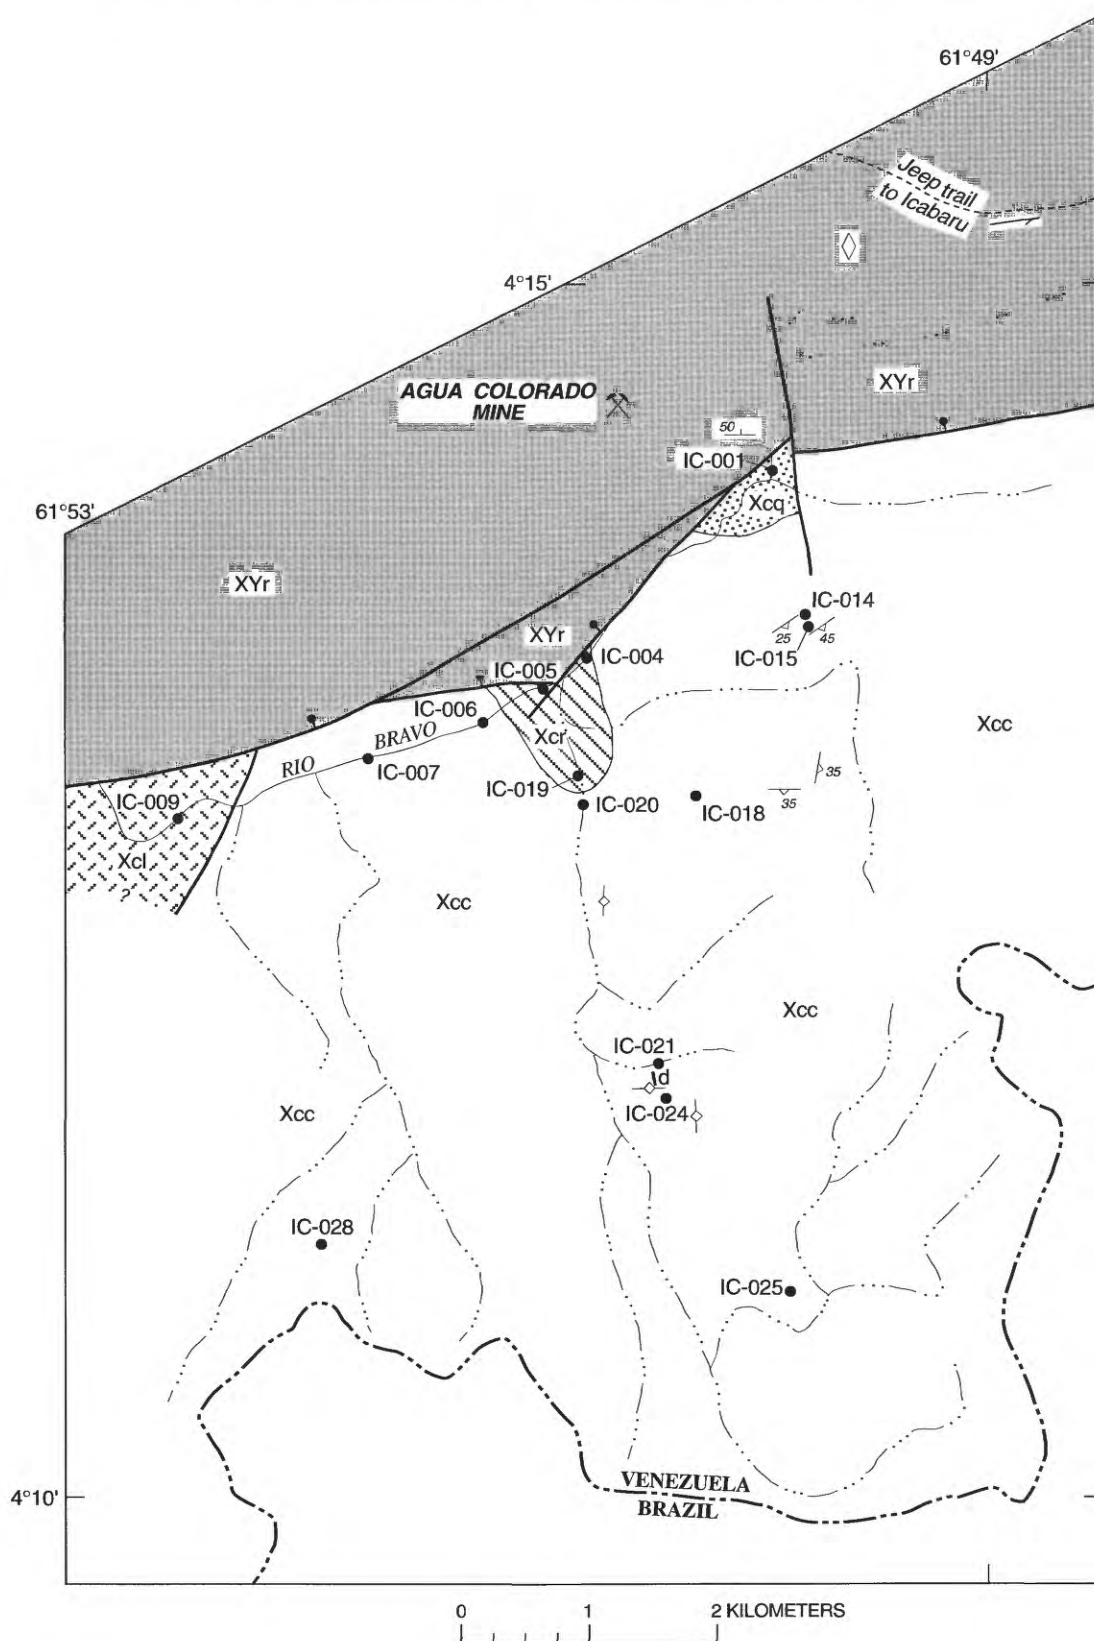 61°49'
Jeep trail
to Icabaru
4°15'
XYr
AGUA COLORADO
MINE
50
IC-001
61°53'
Xcq
XYr
IC-014
XYr
25
45
IC-004
IC-015
IC-005
IC-006
BRAVO
Xcc
Xcr
RIO
IC-007
35
IC-019
IC-009
IC-020
IC-018
35
Xcl
?
Xcc
Xcc
IC-021
Id
Xcc
IC-024
IC-028
IC-025
VENEZUELA
4°10'
BRAZIL
0 1 2 KILOMETERS